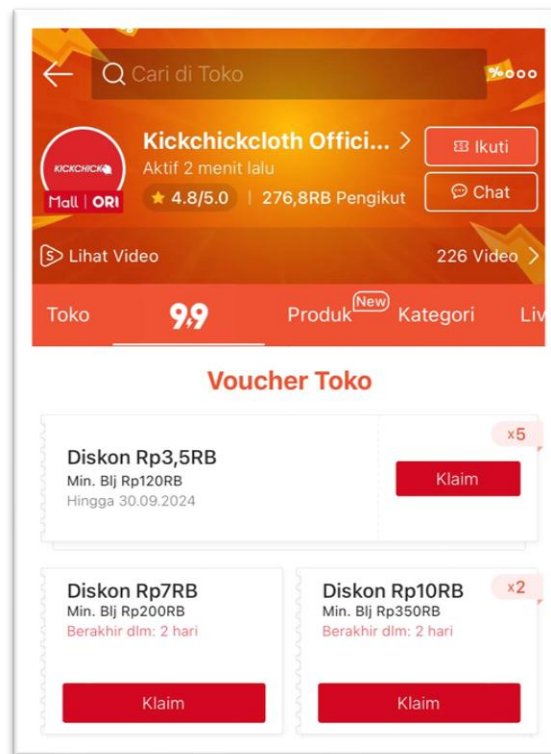 Cari di Toko
%
Kickchickcloth Offici... >
Ikuti
Aktif 2 menit lalu
KICKCHICK
Mall | ORI
4.8/5.0 | 276,8RB Pengikut
Chat
Lihat Video
226 Video >
Toko
9.9
Produk
New
Kategori
Liv
Voucher Toko
x5
Diskon Rp3,5RB
Min. Blj Rp120RB
Hingga 30.09.2024
Klaim
Diskon Rp7RB
Min. Blj Rp200RB
Berakhir dlm: 2 hari
Klaim
x2
Diskon Rp10RB
Min. Blj Rp350RB
Berakhir dlm: 2 hari
Klaim